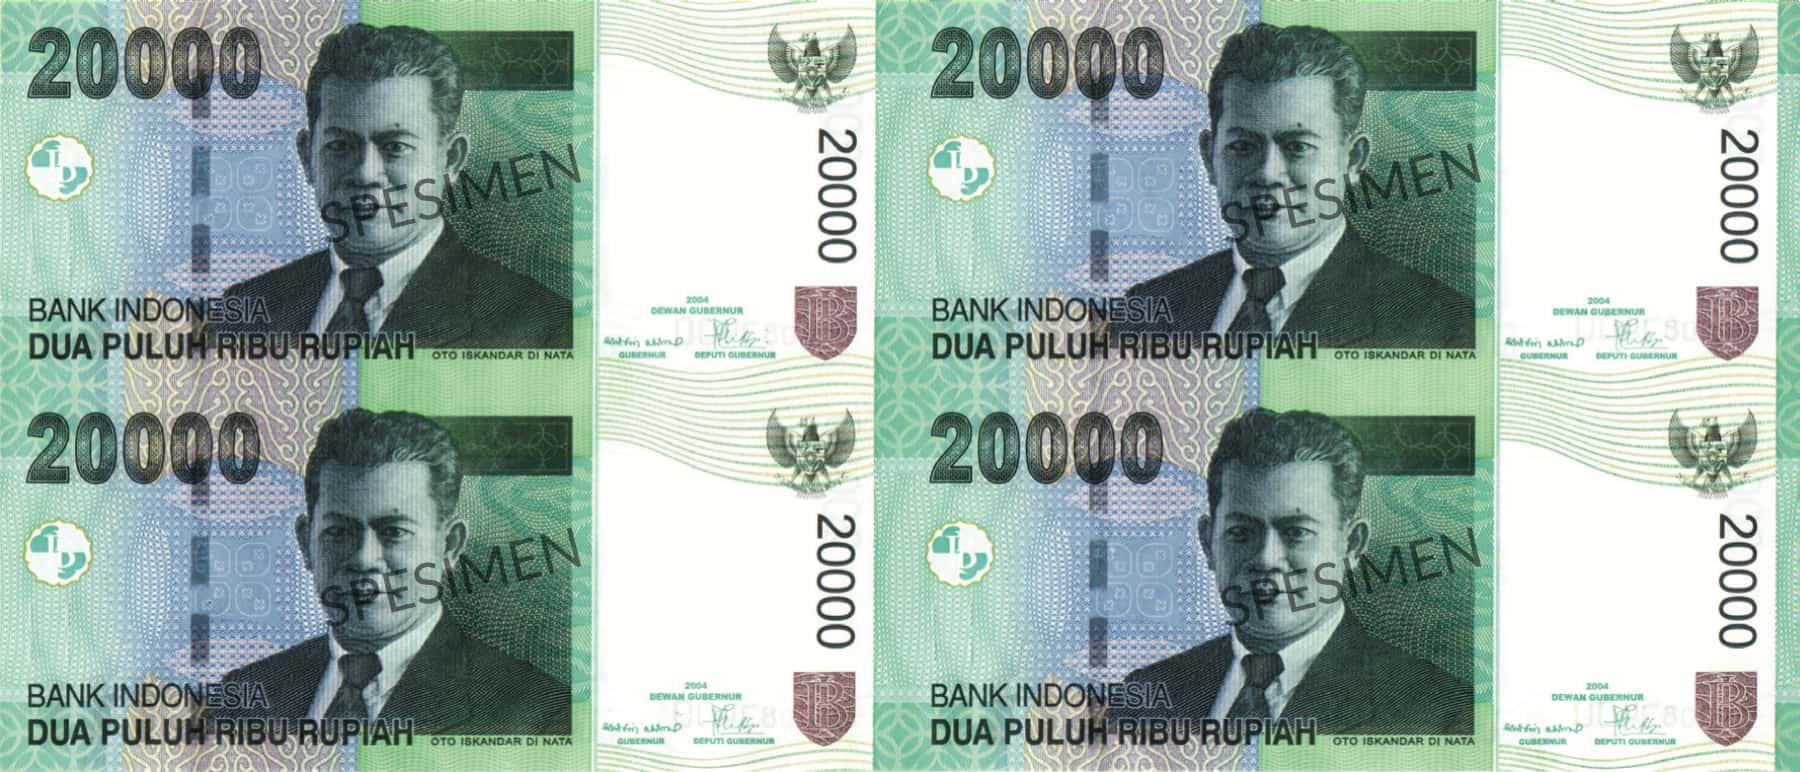 20000
20000
SPESIMEN
BANK INDONESIA
DUA PULUH RIBU RUPIAH
OTO ISKANDAR DI NATA
2004
DEWAN GUBERNUR
GUBERNUR
DEPUTI GUBERNUR
20000
20000
SPESIMEN
BANK INDONESIA
DUA PULUH RIBU RUPIAH
OTO ISKANDAR DI NATA
2004
DEWAN GUBERNUR
GUBERNUR
DEPUTI GUBERNUR
20000
20000
SPESIMEN
BANK INDONESIA
DUA PULUH RIBU RUPIAH
OTO ISKANDAR DI NATA
2004
DEWAN GUBERNUR
GUBERNUR
DEPUTI GUBERNUR
20000
20000
SPESIMEN
BANK INDONESIA
DUA PULUH RIBU RUPIAH
OTO ISKANDAR DI NATA
2004
DEWAN GUBERNUR
GUBERNUR
DEPUTI GUBERNUR